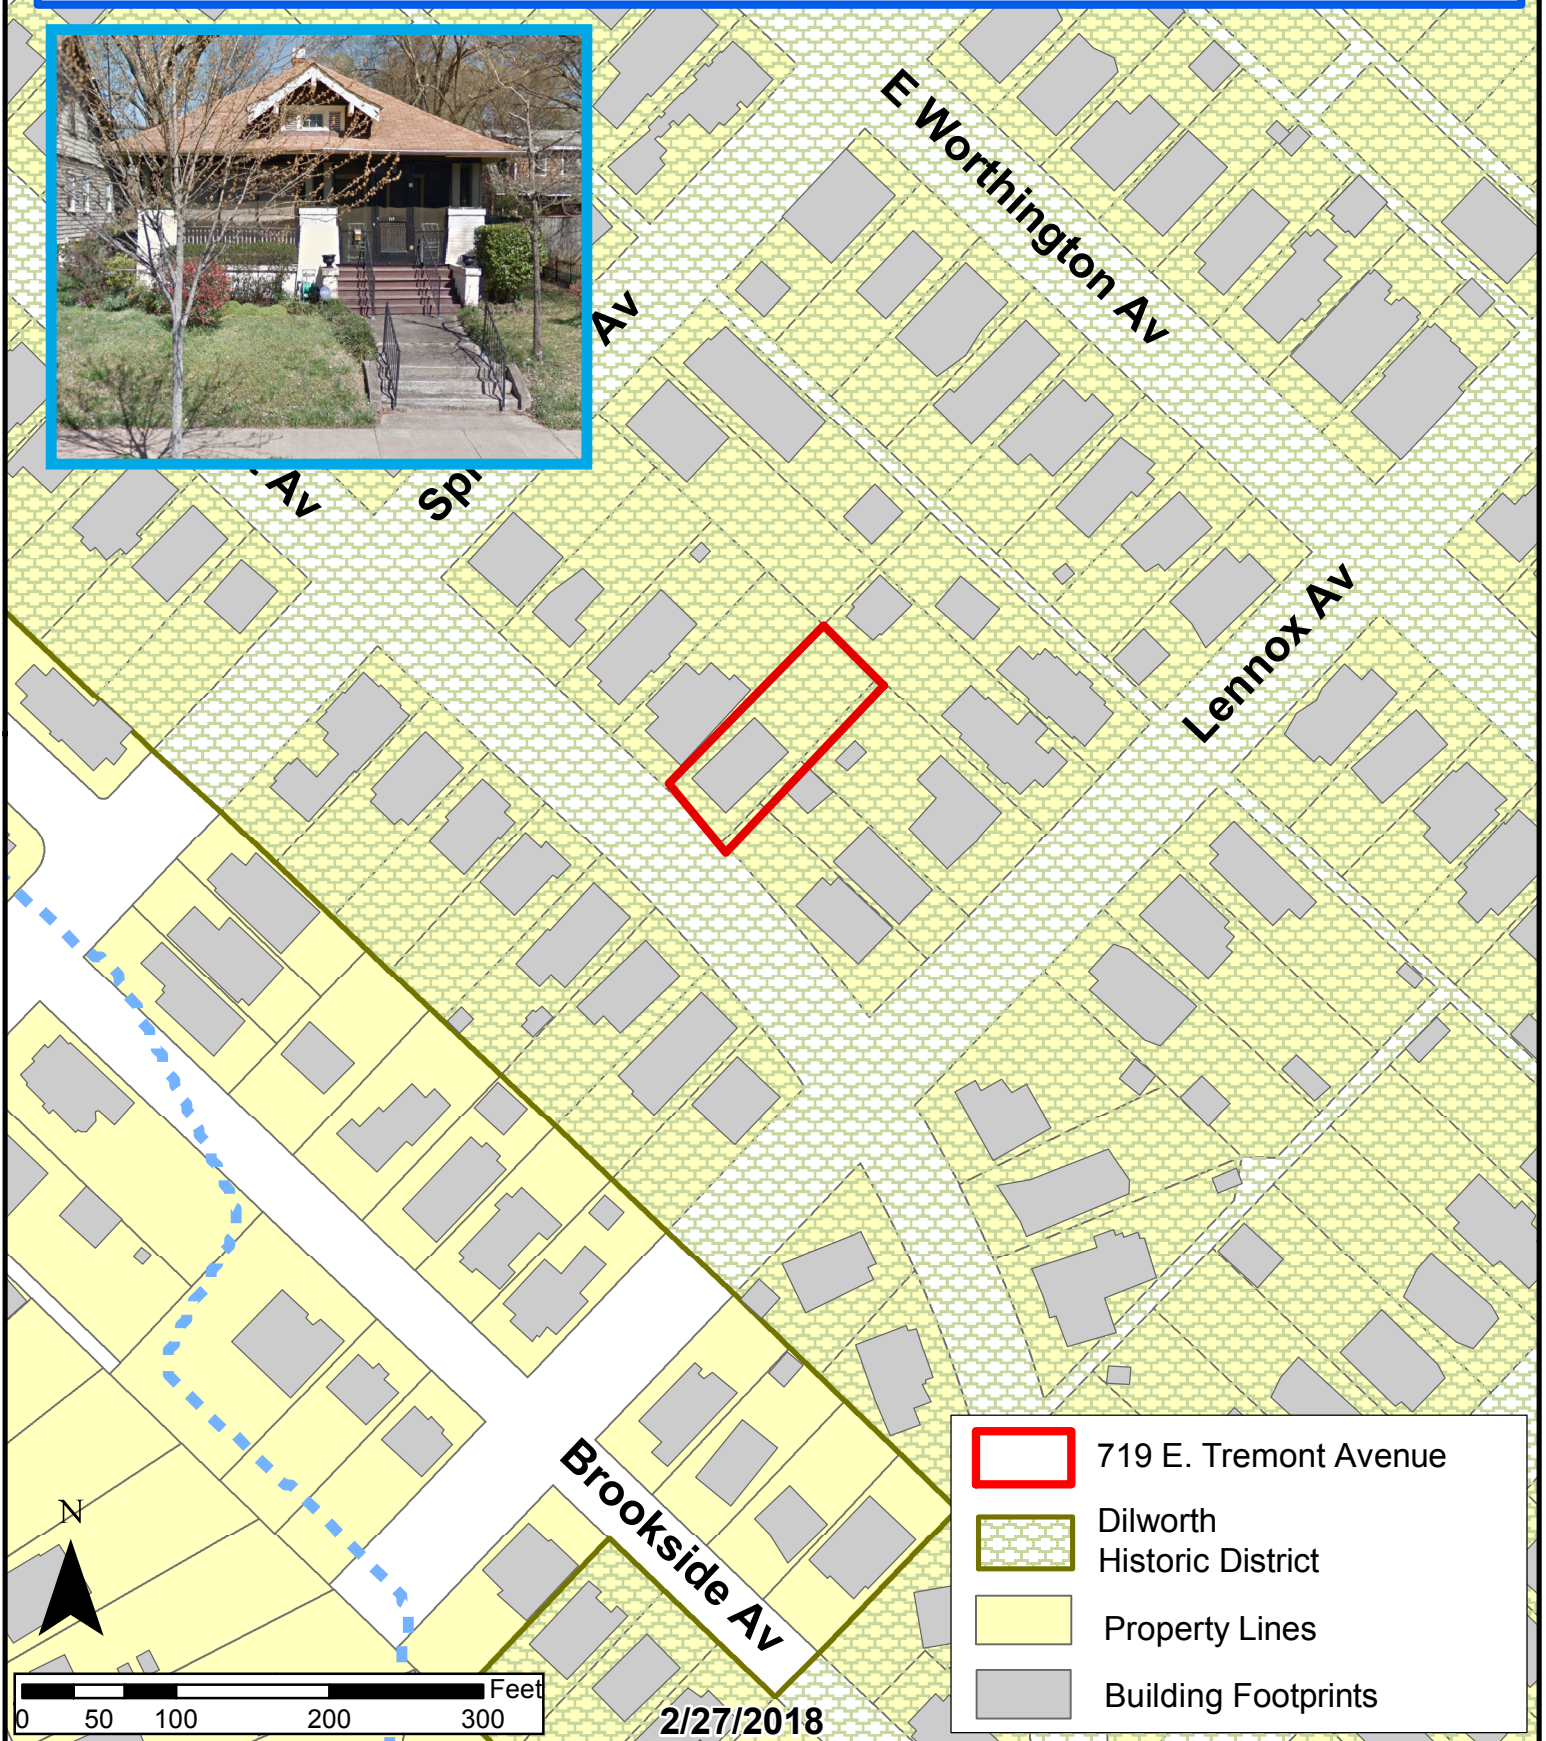 E Worthington Av
Av
Av
Lennox Av
Brookside Av
N
Feet
0 50 100 200 300
2/27/2018
719 E. Tremont Avenue
Dilworth
Historic District
Property Lines
Building Footprints